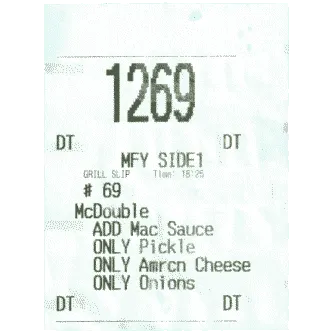 1269
DT DT
MFY SIDE1
GRILL SLIP Time: 18:25
# 69
McDouble
ADD Mac Sauce
ONLY Pickle
ONLY Amrcn Cheese
ONLY Onions
DT DT